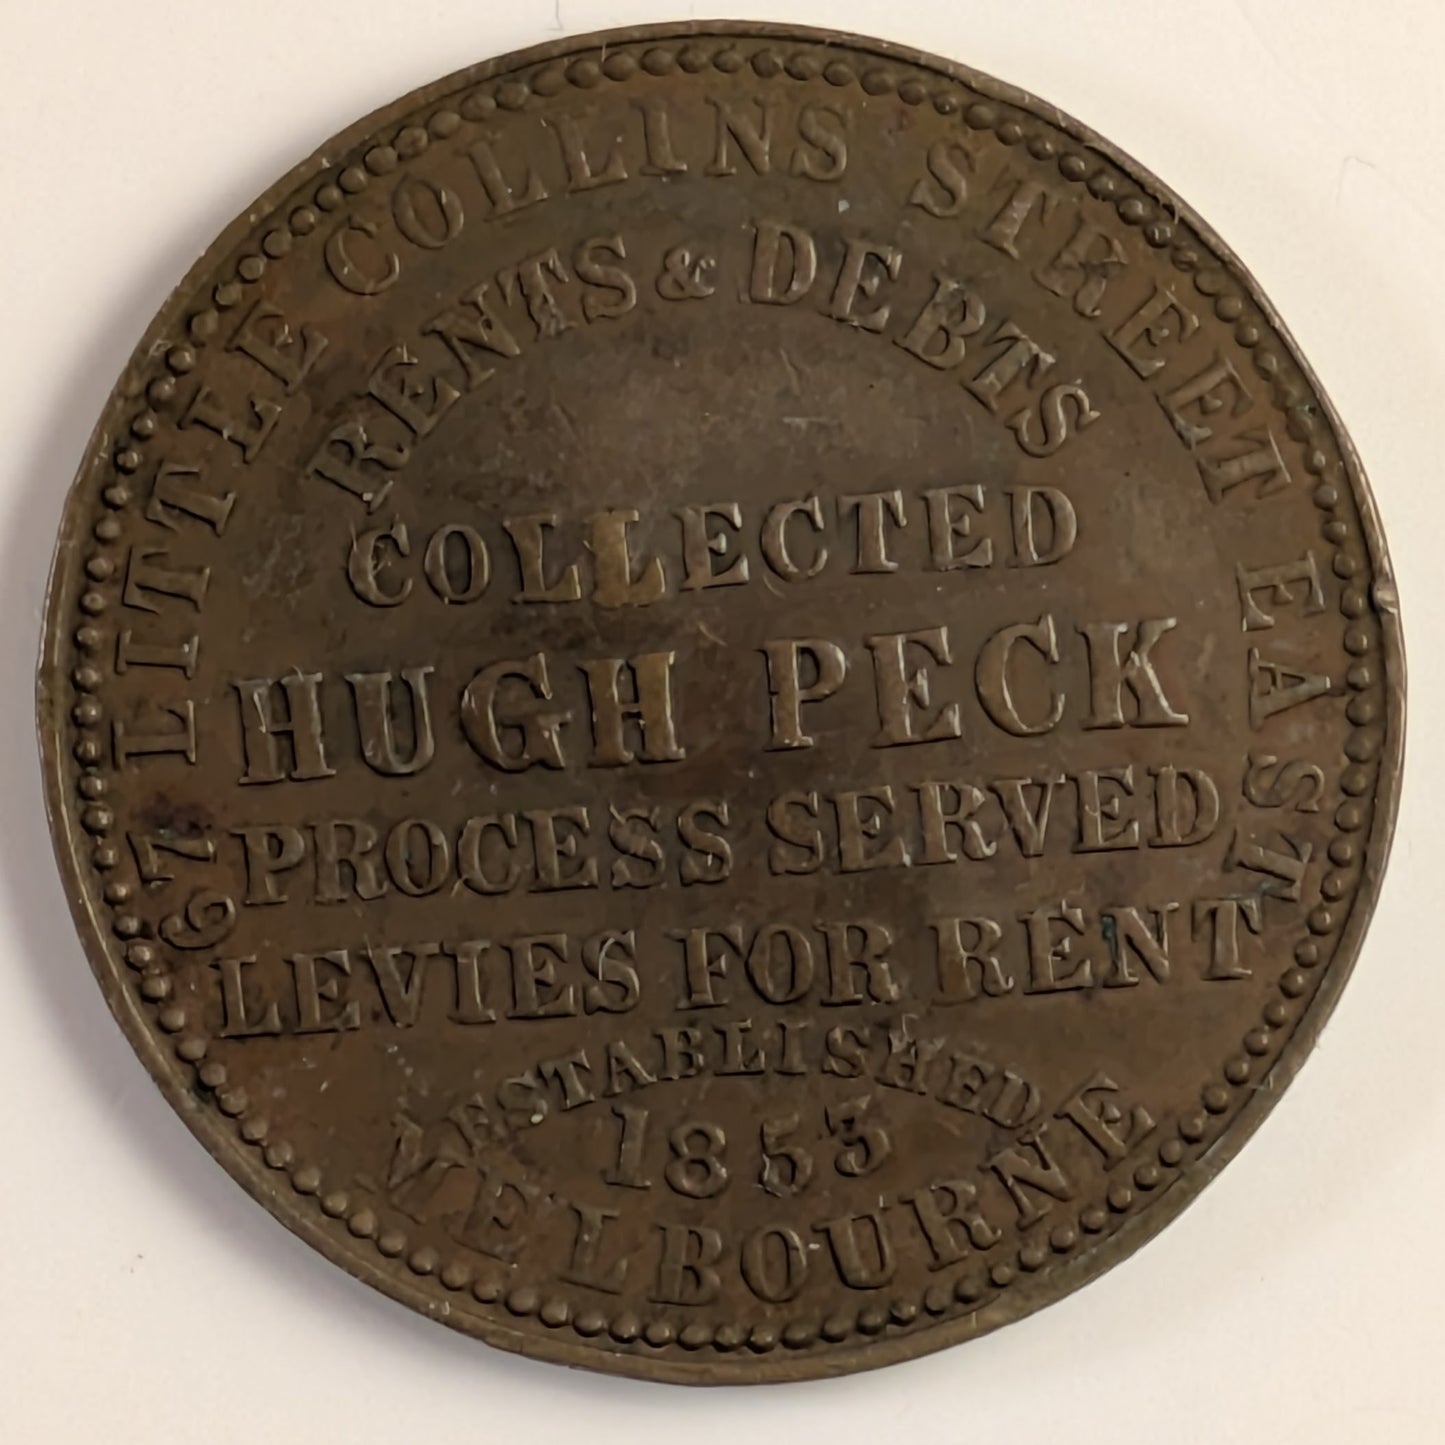 67 LITTLE COLLINS STREET EAST
RENTS & DEBTS
COLLECTED
HUGH PECK
PROCESS SERVED
LEVIES FOR RENT
ESTABLISHED
1853
MELBOURNE